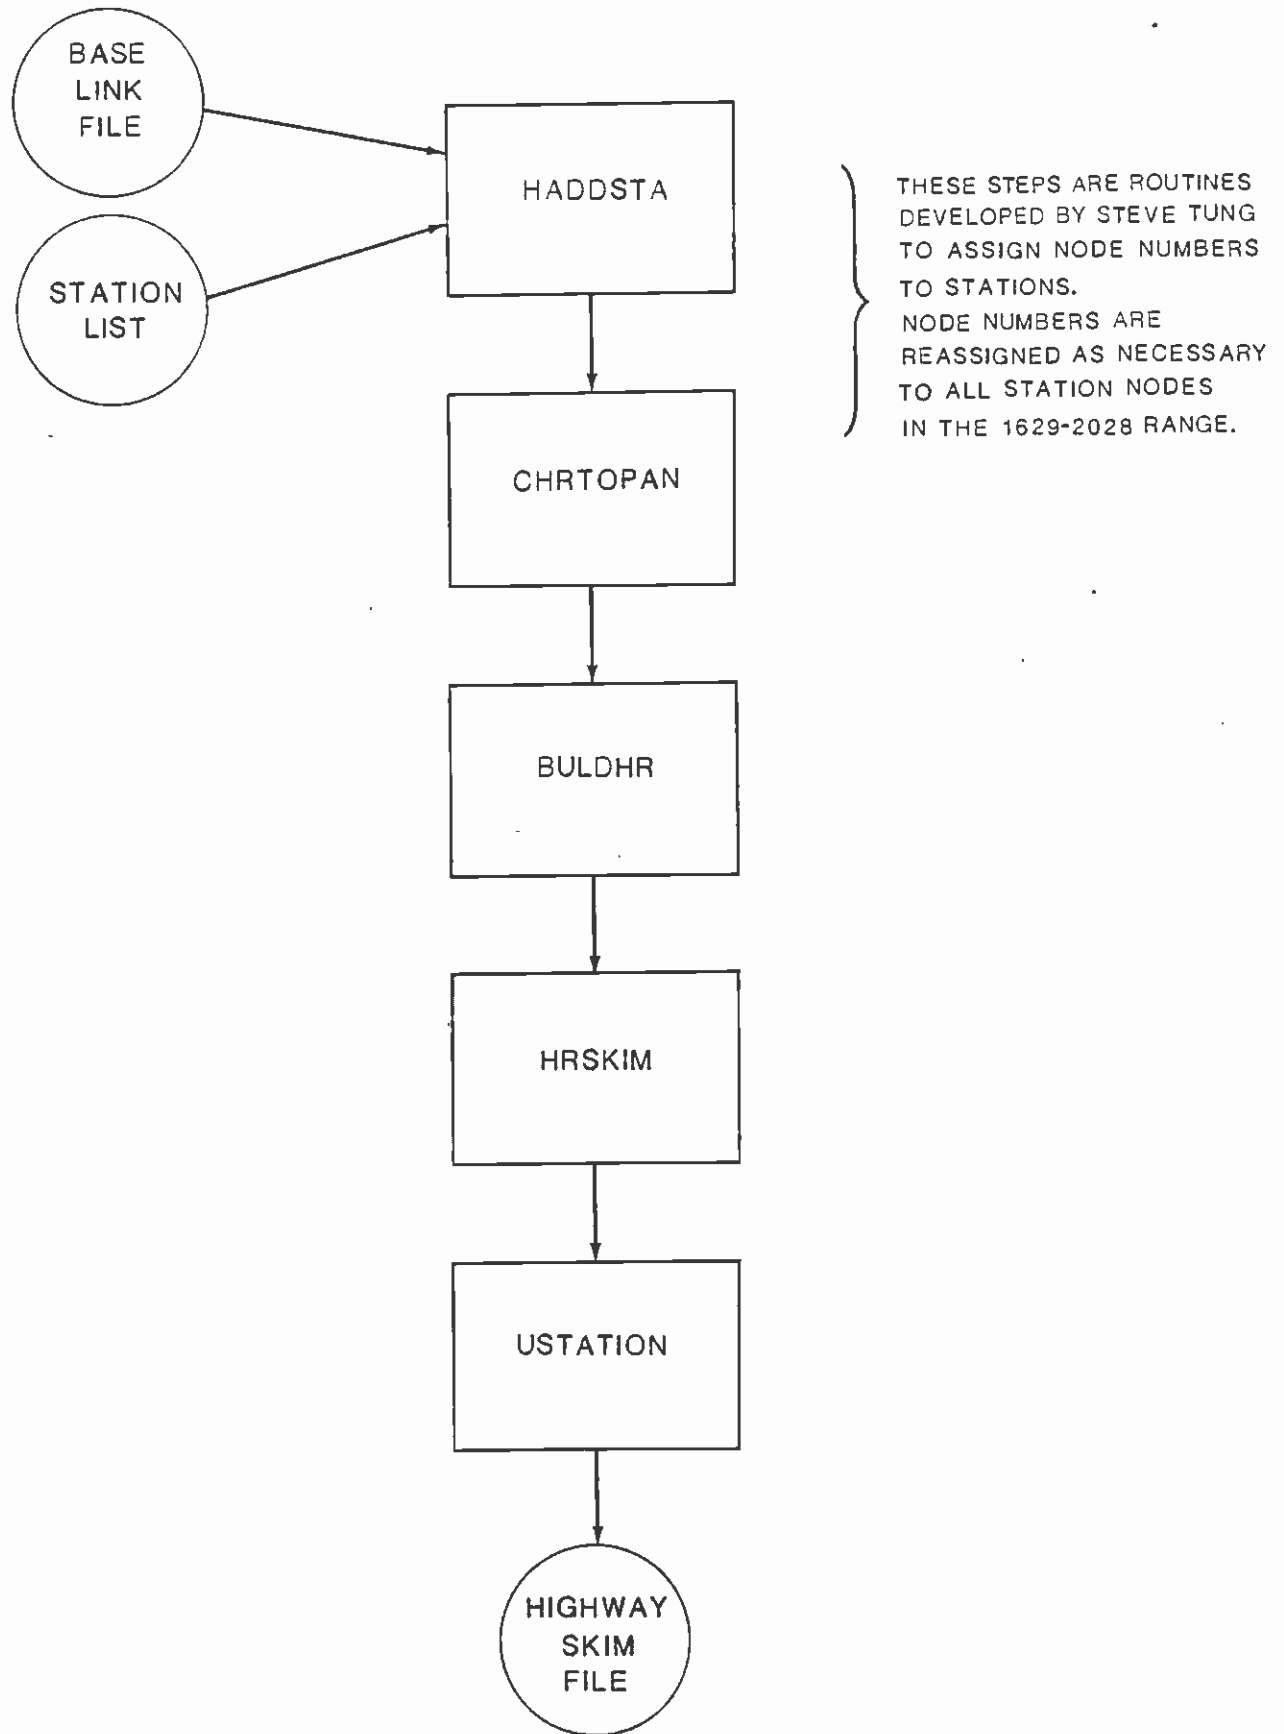 BASE
LINK
FILE
HADDSTA
THESE STEPS ARE ROUTINES
DEVELOPED BY STEVE TUNG
TO ASSIGN NODE NUMBERS
TO STATIONS.
NODE NUMBERS ARE
REASSIGNED AS NECESSARY
TO ALL STATION NODES
IN THE 1629-2028 RANGE.
STATION
LIST
CHRTOPAN
BULDHR
HRSKIM
USTATION
HIGHWAY
SKIM
FILE